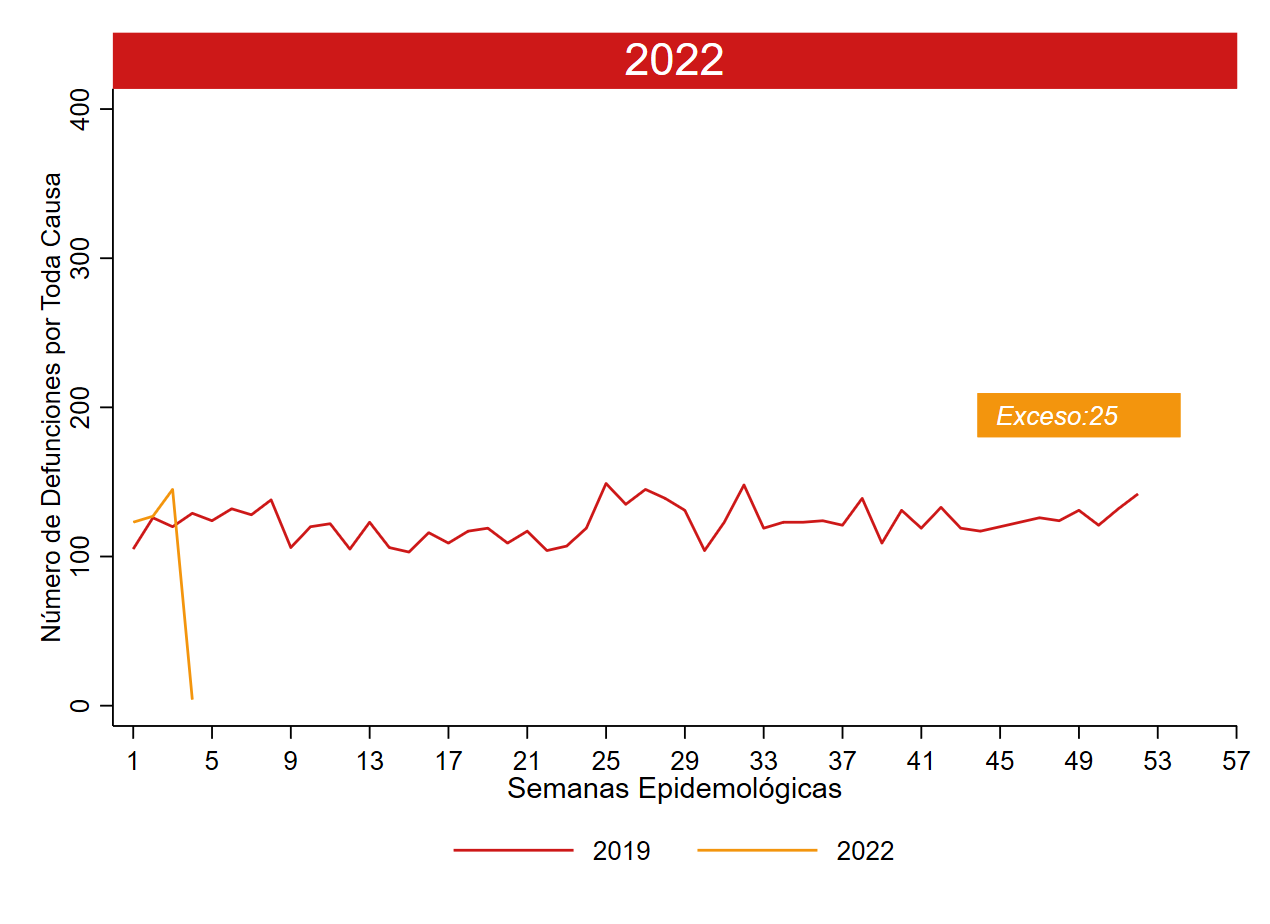 2022
Número de Defunciones por Toda Causa
400
300
200
100
0
Exceso:25
1 5 9 13 17 21 25 29 33 37 41 45 49 53 57
Semanas Epidemológicas
2019 2022